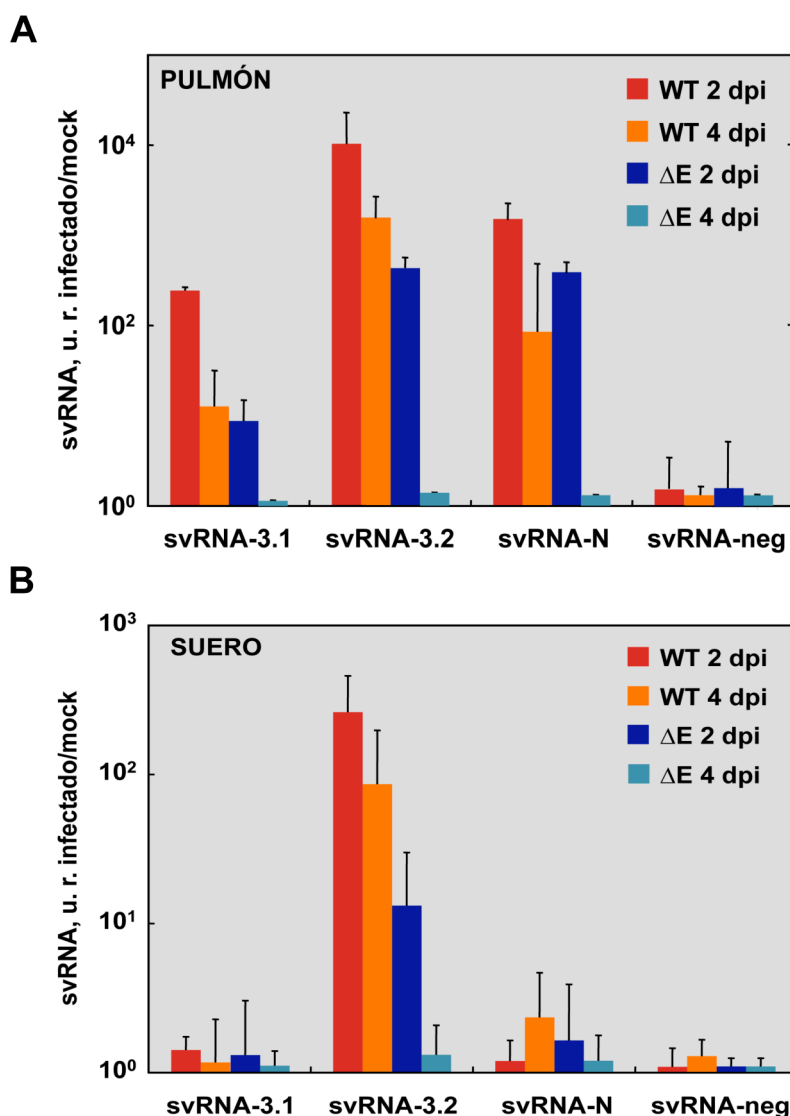 A
PULMÓN
WT 2 dpi
WT 4 dpi
ΔE 2 dpi
ΔE 4 dpi
svRNA, u. r. infectado/mock
10⁴
10²
10⁰
svRNA-3.1 svRNA-3.2 svRNA-N svRNA-neg
B
SUERO
WT 2 dpi
WT 4 dpi
ΔE 2 dpi
ΔE 4 dpi
svRNA, u. r. infectado/mock
10³
10²
10¹
10⁰
svRNA-3.1 svRNA-3.2 svRNA-N svRNA-neg